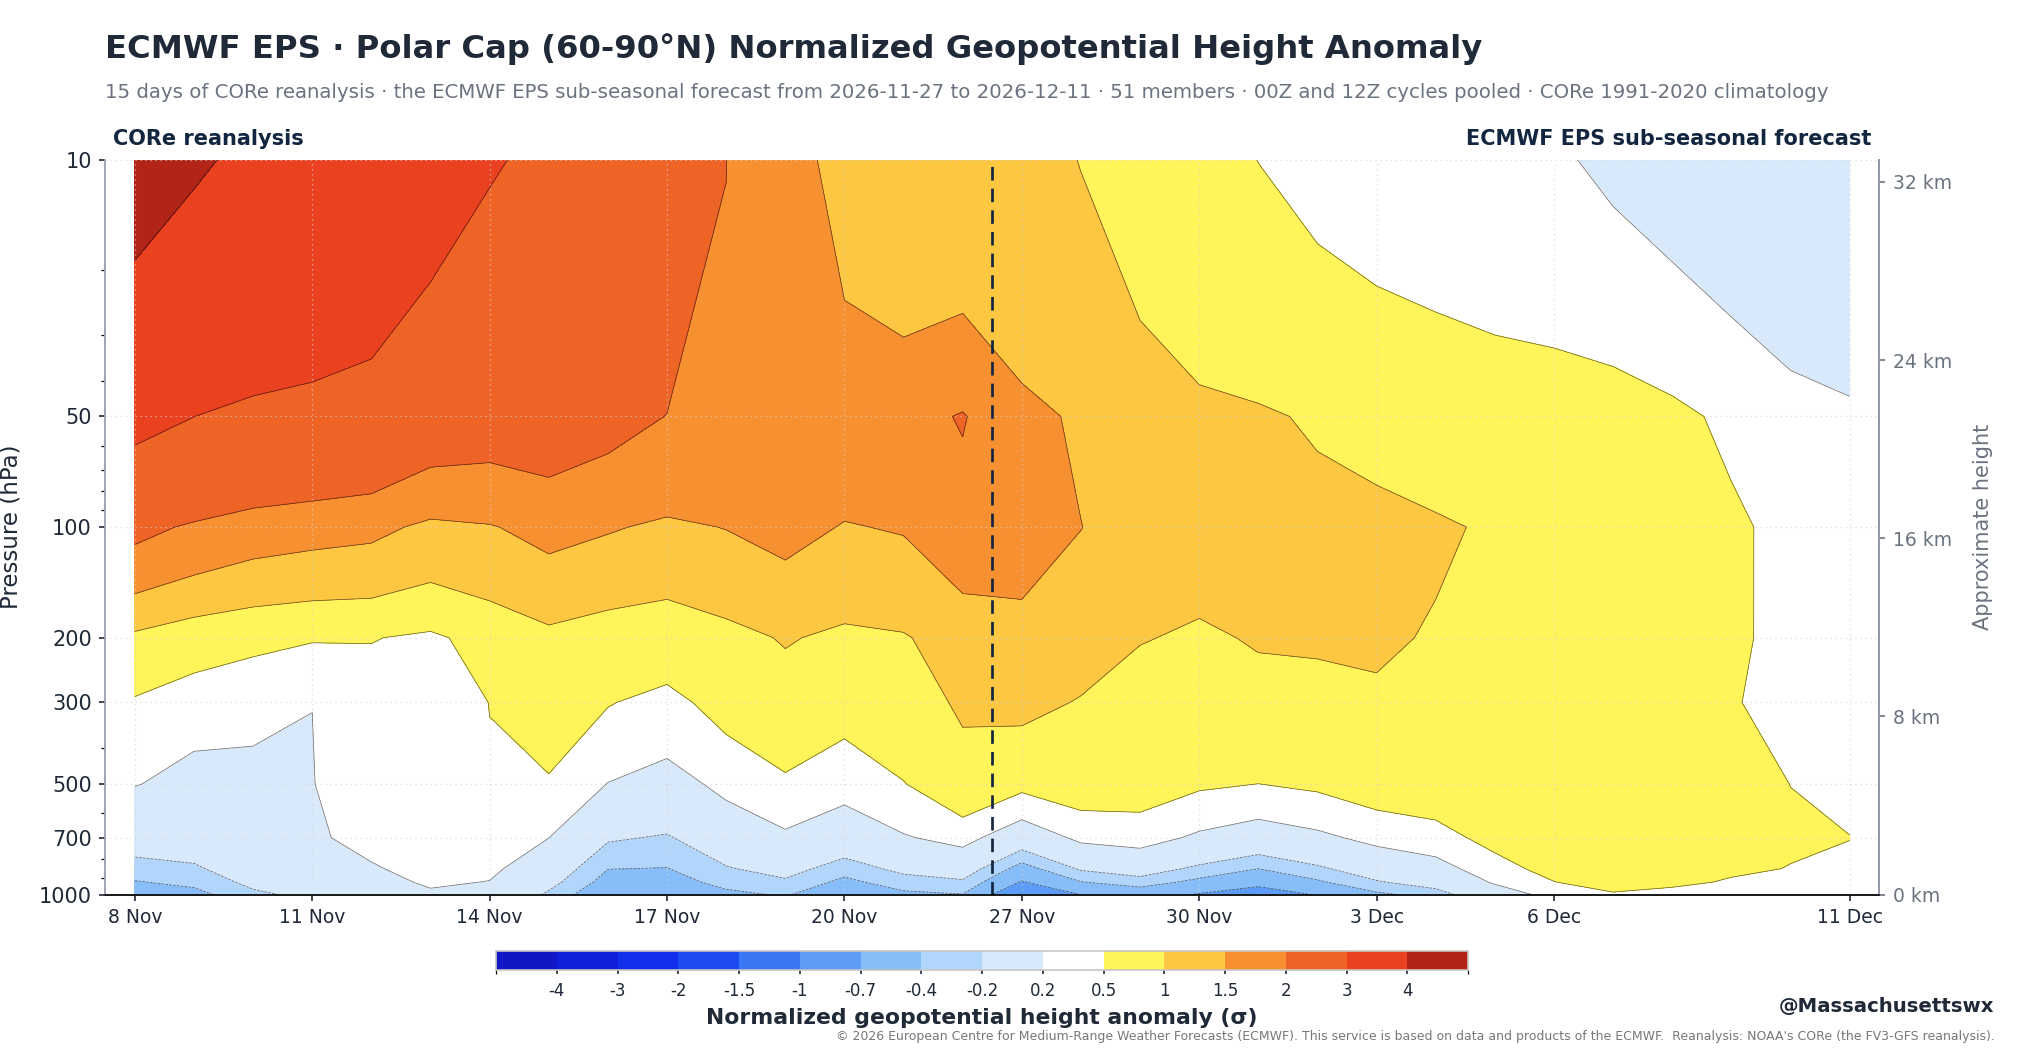 ECMWF EPS · Polar Cap (60-90°N) Normalized Geopotential Height Anomaly
15 days of CORe reanalysis · the ECMWF EPS sub-seasonal forecast from 2026-11-27 to 2026-12-11 · 51 members · 00Z and 12Z cycles pooled · CORe 1991-2020 climatology
CORe reanalysis
ECMWF EPS sub-seasonal forecast
Pressure (hPa)
10
50
100
200
300
500
700
1000
32 km
24 km
16 km
8 km
0 km
Approximate height
8 Nov 11 Nov 14 Nov 17 Nov 20 Nov 27 Nov 30 Nov 3 Dec 6 Dec 11 Dec
-4 -3 -2 -1.5 -1 -0.7 -0.4 -0.2 0.2 0.5 1 1.5 2 3 4
Normalized geopotential height anomaly (σ)
@Massachusettswx
© 2026 European Centre for Medium-Range Weather Forecasts (ECMWF). This service is based on data and products of the ECMWF. Reanalysis: NOAA's CORe (the FV3-GFS reanalysis).